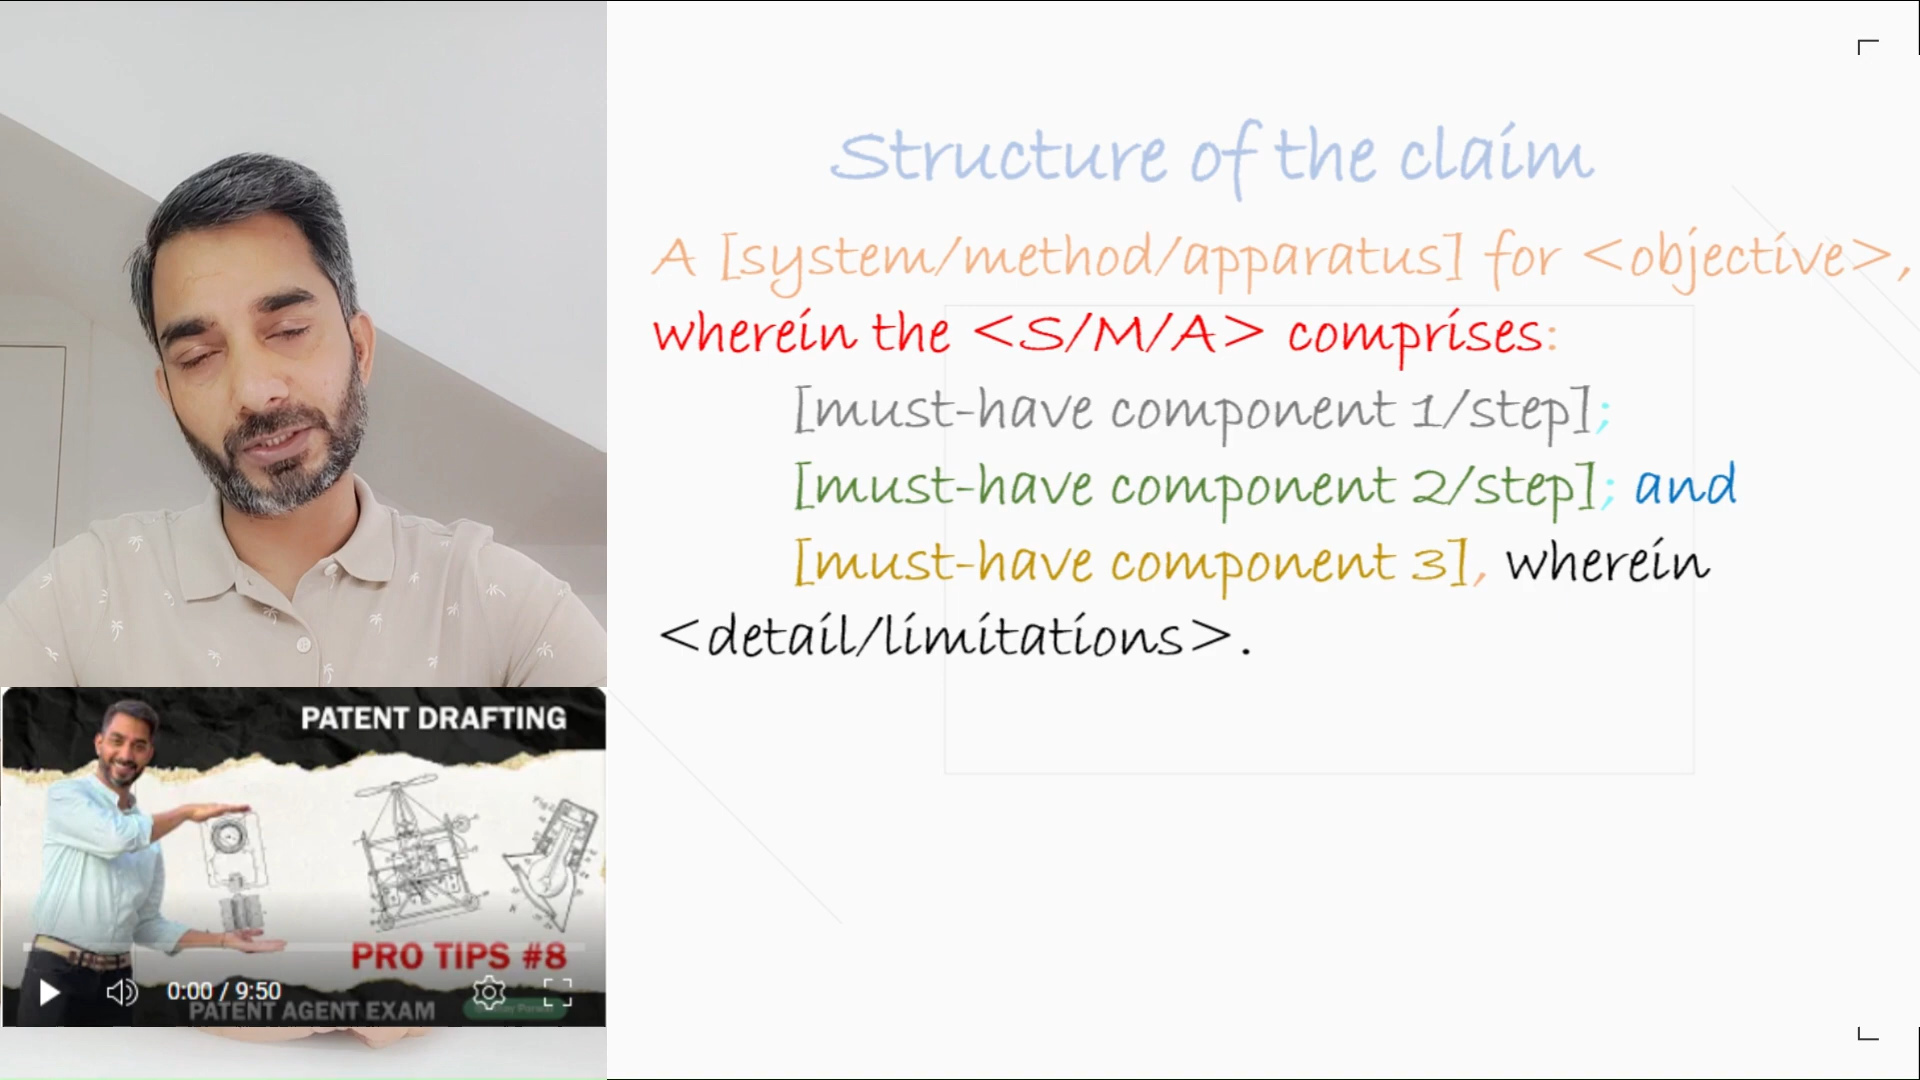 Structure of the claim
A [system/method/apparatus] for <objective>,
wherein the <S/M/A> comprises:
[must-have component 1/step];
[must-have component 2/step]; and
[must-have component 3], wherein
<detail/limitations>.
PATENT DRAFTING
PRO TIPS #8
0:00 / 9:50
PATENT AGENT EXAM